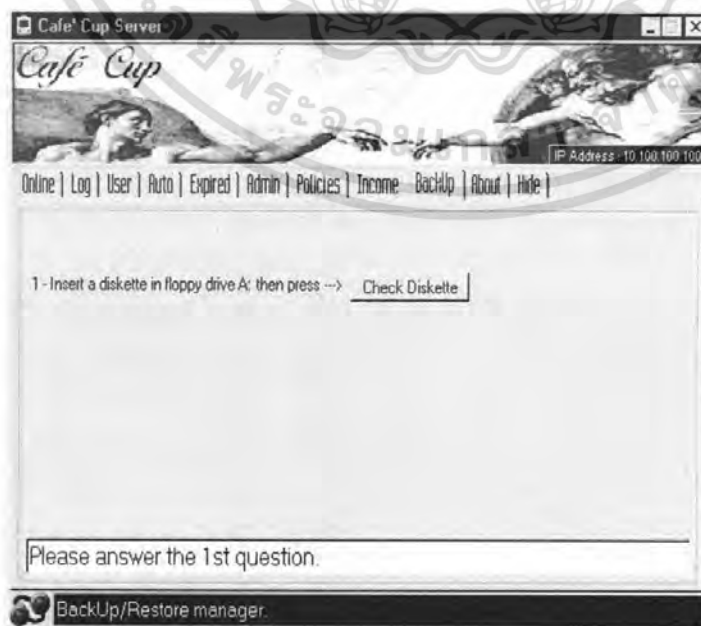 Cafe' Cup Server
Café Cup
IP Address - 10.100.100.100
Online | Log | User | Auto | Expired | Admin | Policies | Income BackUp | About | Hide |
1 - Insert a diskette in floppy drive A: then press ---> Check Diskette
Please answer the 1st question.
BackUp/Restore manager.